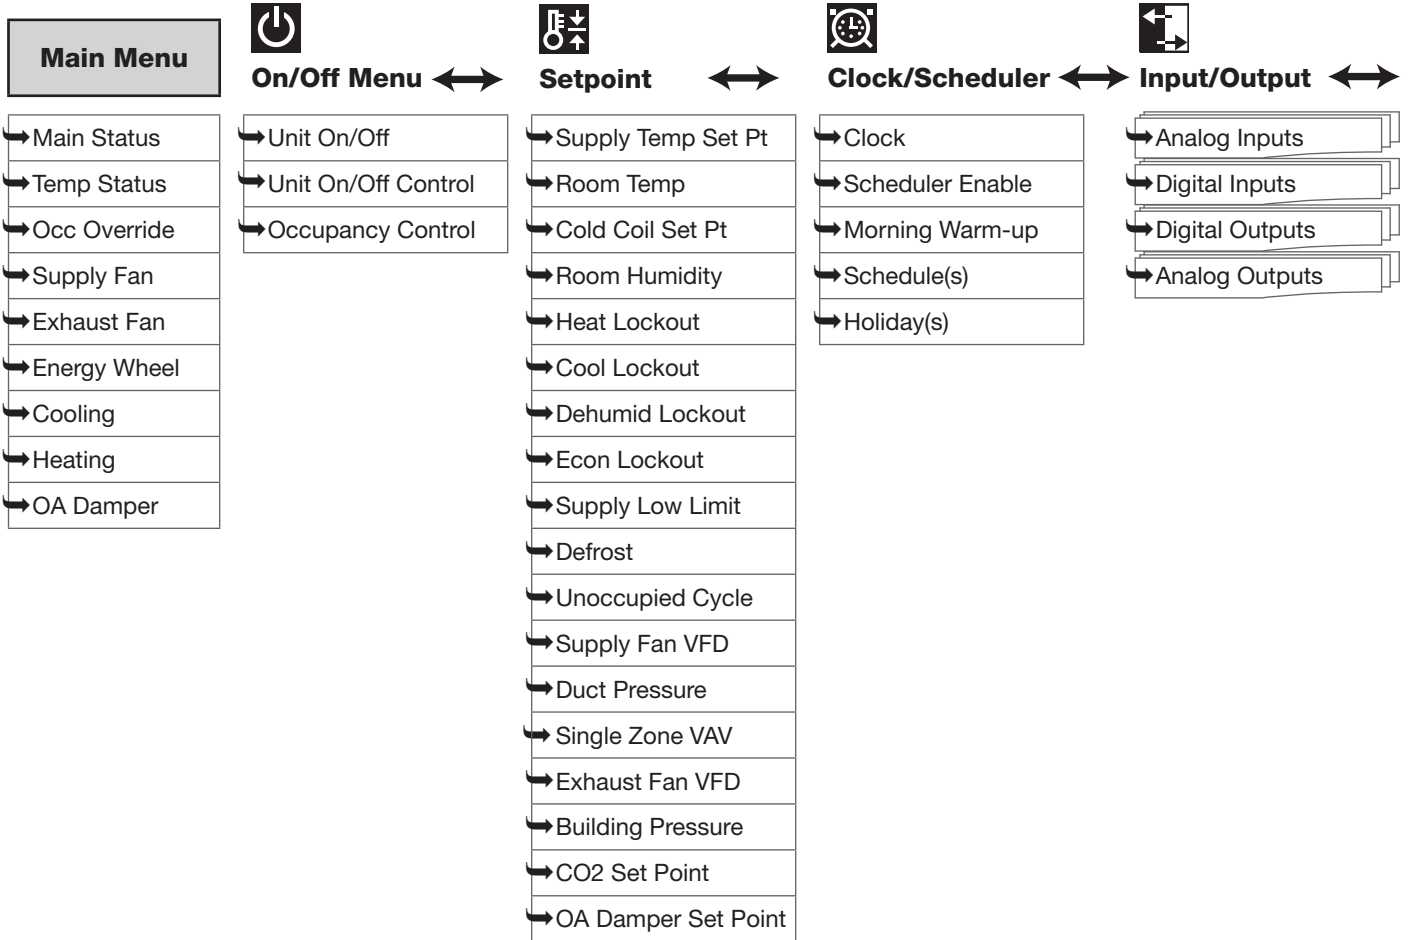 Main Menu
Main Status
Temp Status
Occ Override
Supply Fan
Exhaust Fan
Energy Wheel
Cooling
Heating
OA Damper
On/Off Menu
Unit On/Off
Unit On/Off Control
Occupancy Control
Setpoint
Supply Temp Set Pt
Room Temp
Cold Coil Set Pt
Room Humidity
Heat Lockout
Cool Lockout
Dehumid Lockout
Econ Lockout
Supply Low Limit
Defrost
Unoccupied Cycle
Supply Fan VFD
Duct Pressure
Single Zone VAV
Exhaust Fan VFD
Building Pressure
CO2 Set Point
OA Damper Set Point
Clock/Scheduler
Clock
Scheduler Enable
Morning Warm-up
Schedule(s)
Holiday(s)
Input/Output
Analog Inputs
Digital Inputs
Digital Outputs
Analog Outputs